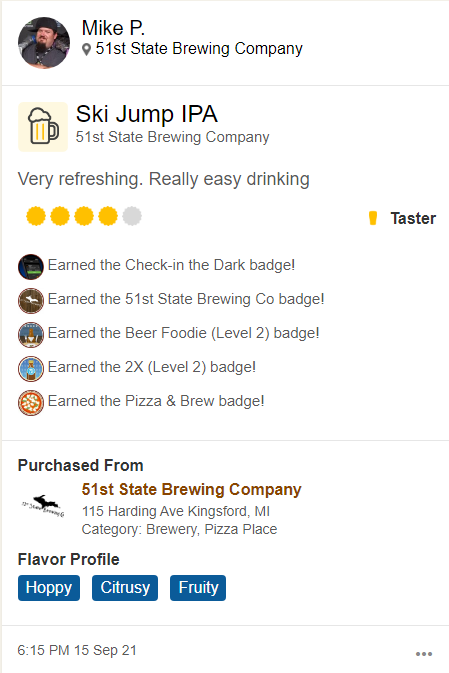 Mike P.
51st State Brewing Company
Ski Jump IPA
51st State Brewing Company
Very refreshing. Really easy drinking
Taster
Earned the Check-in the Dark badge!
Earned the 51st State Brewing Co badge!
Earned the Beer Foodie (Level 2) badge!
Earned the 2X (Level 2) badge!
Earned the Pizza & Brew badge!
Purchased From
51st State Brewing Company
115 Harding Ave Kingsford, MI
Category: Brewery, Pizza Place
Flavor Profile
Hoppy Citrusy Fruity
6:15 PM 15 Sep 21